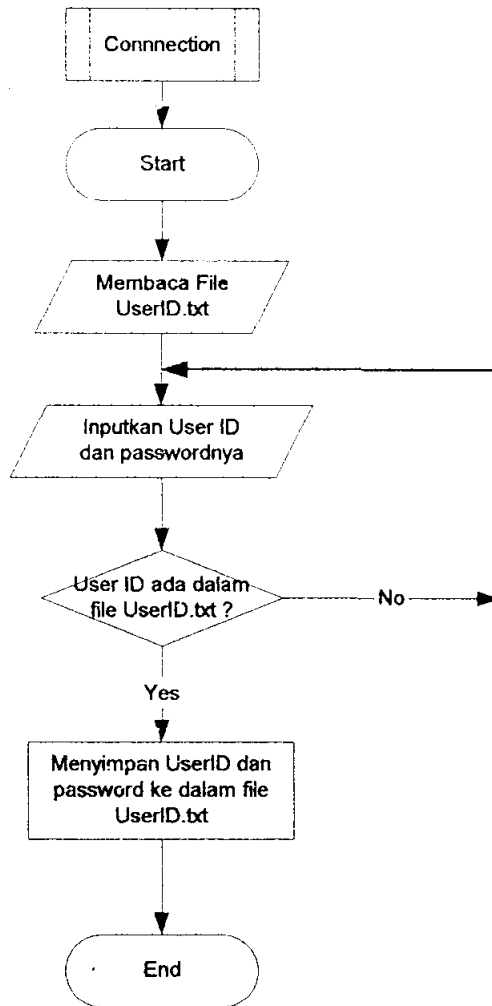 Connnection
Start
Membaca File
UserID.txt
Inputkan User ID
dan passwordnya
User ID ada dalam
file UserID.txt ?
No
Yes
Menyimpan UserID dan
password ke dalam file
UserID.txt
End